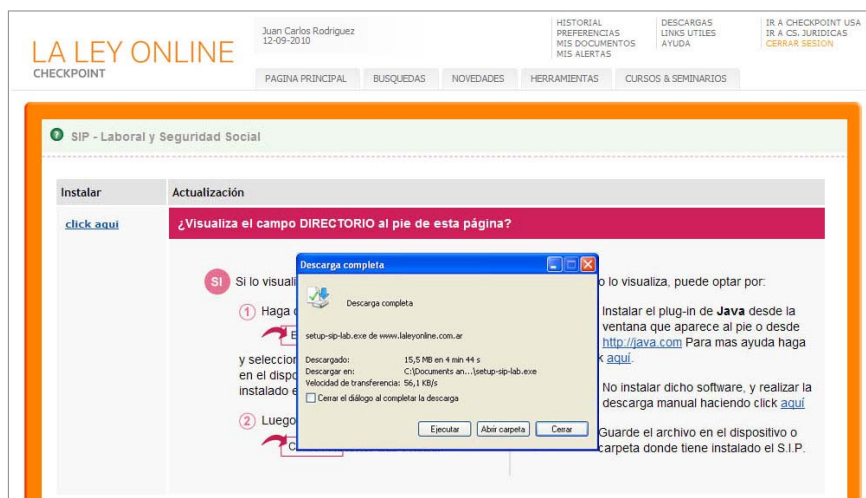 LA LEY ONLINE
CHECKPOINT
Juan Carlos Rodriguez
12-09-2010
HISTORIAL
PREFERENCIAS
MIS DOCUMENTOS
MIS ALERTAS
DESCARGAS
LINKS UTILES
AYUDA
IR A CHECKPOINT USA
IR A CS. JURIDICAS
CERRAR SESION
PAGINA PRINCIPAL
BUSQUEDAS
NOVEDADES
HERRAMIENTAS
CURSOS & SEMINARIOS
SIP - Laboral y Seguridad Social
Instalar
Actualización
click aqui
¿Visualiza el campo DIRECTORIO al pie de esta página?
SI
Si lo visuali
1 Haga
y seleccion
en el dispo
instalado e
2 Luego
Descarga completa
Descarga completa
setup-sip-lab.exe de www.laleyonline.com.ar
Descargado: 15,5 MB en 4 min 44 s
Descargar en: C:\Documents an...\setup-sip-lab.exe
Velocidad de transferencia: 56,1 KB/s
Cerrar el diálogo al completar la descarga
Ejecutar
Abrir carpeta
Cerrar
o lo visualiza, puede optar por:
Instalar el plug-in de Java desde la
ventana que aparece al pie o desde
http://java.com Para mas ayuda haga
k aquí.
No instalar dicho software, y realizar la
descarga manual haciendo click aquí
Guarde el archivo en el dispositivo o
carpeta donde tiene instalado el S.I.P.